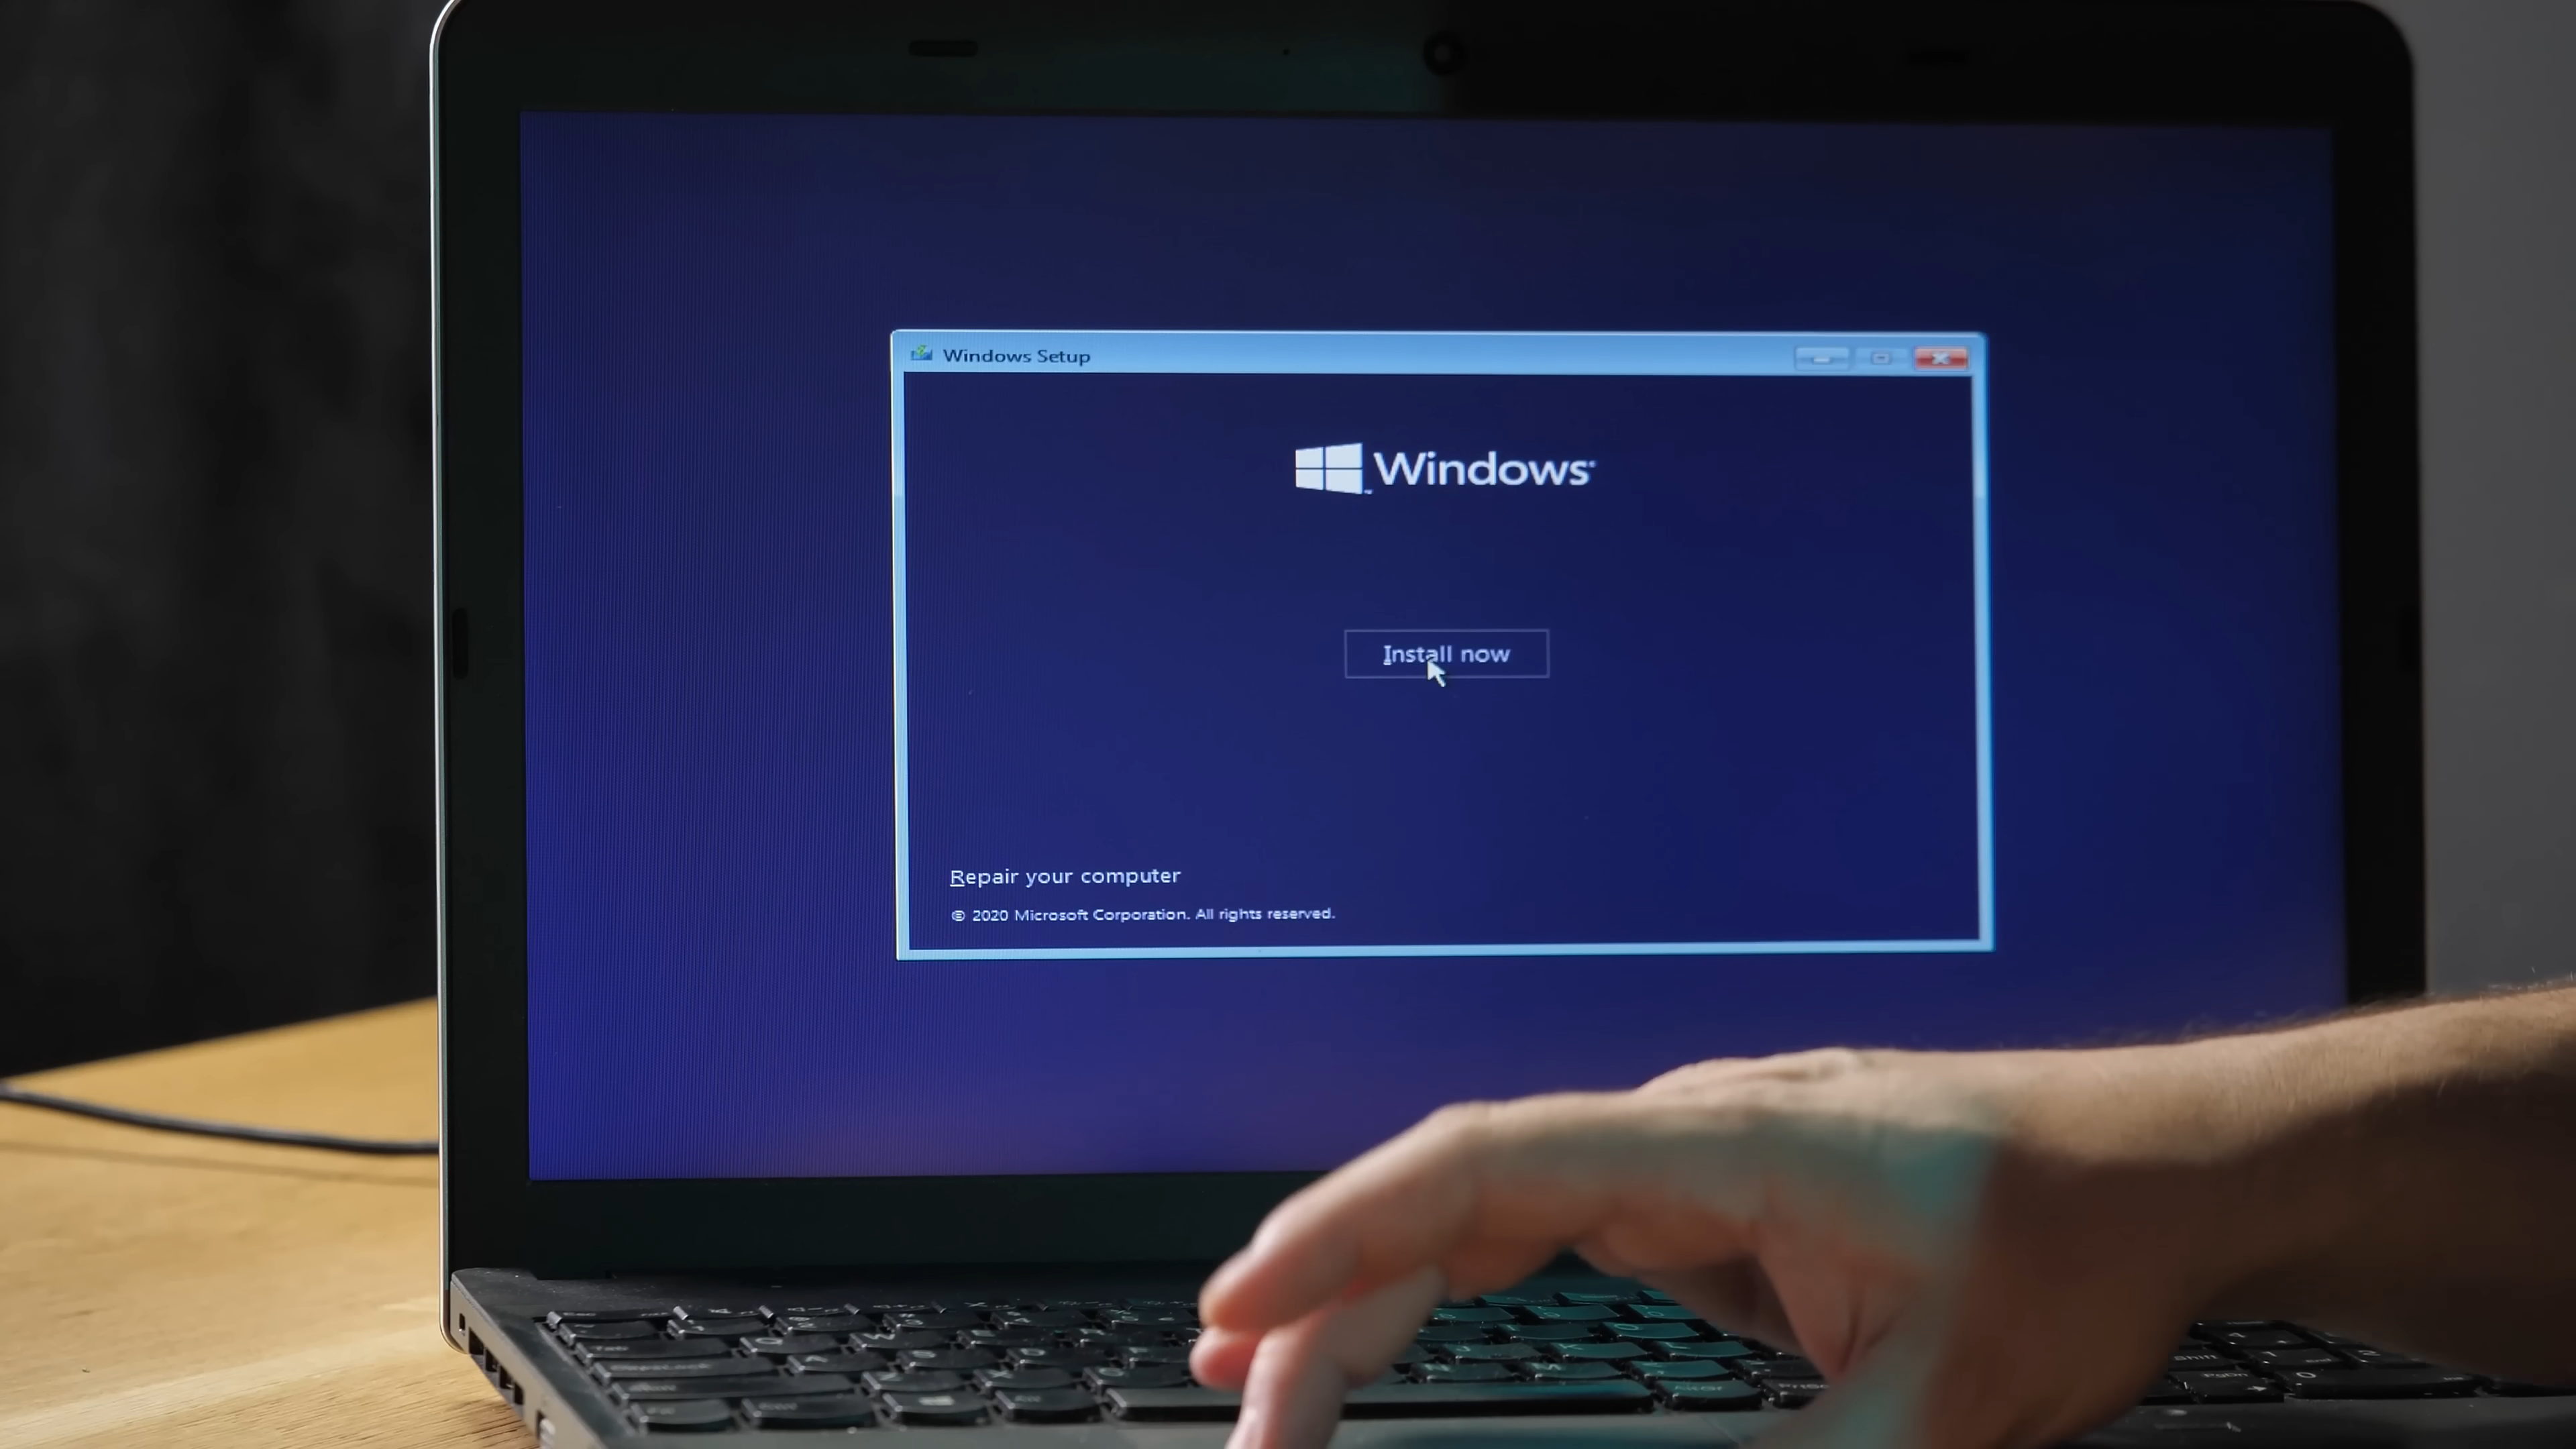 Windows Setup
Windows
Install now
Repair your computer
© 2020 Microsoft Corporation. All rights reserved.